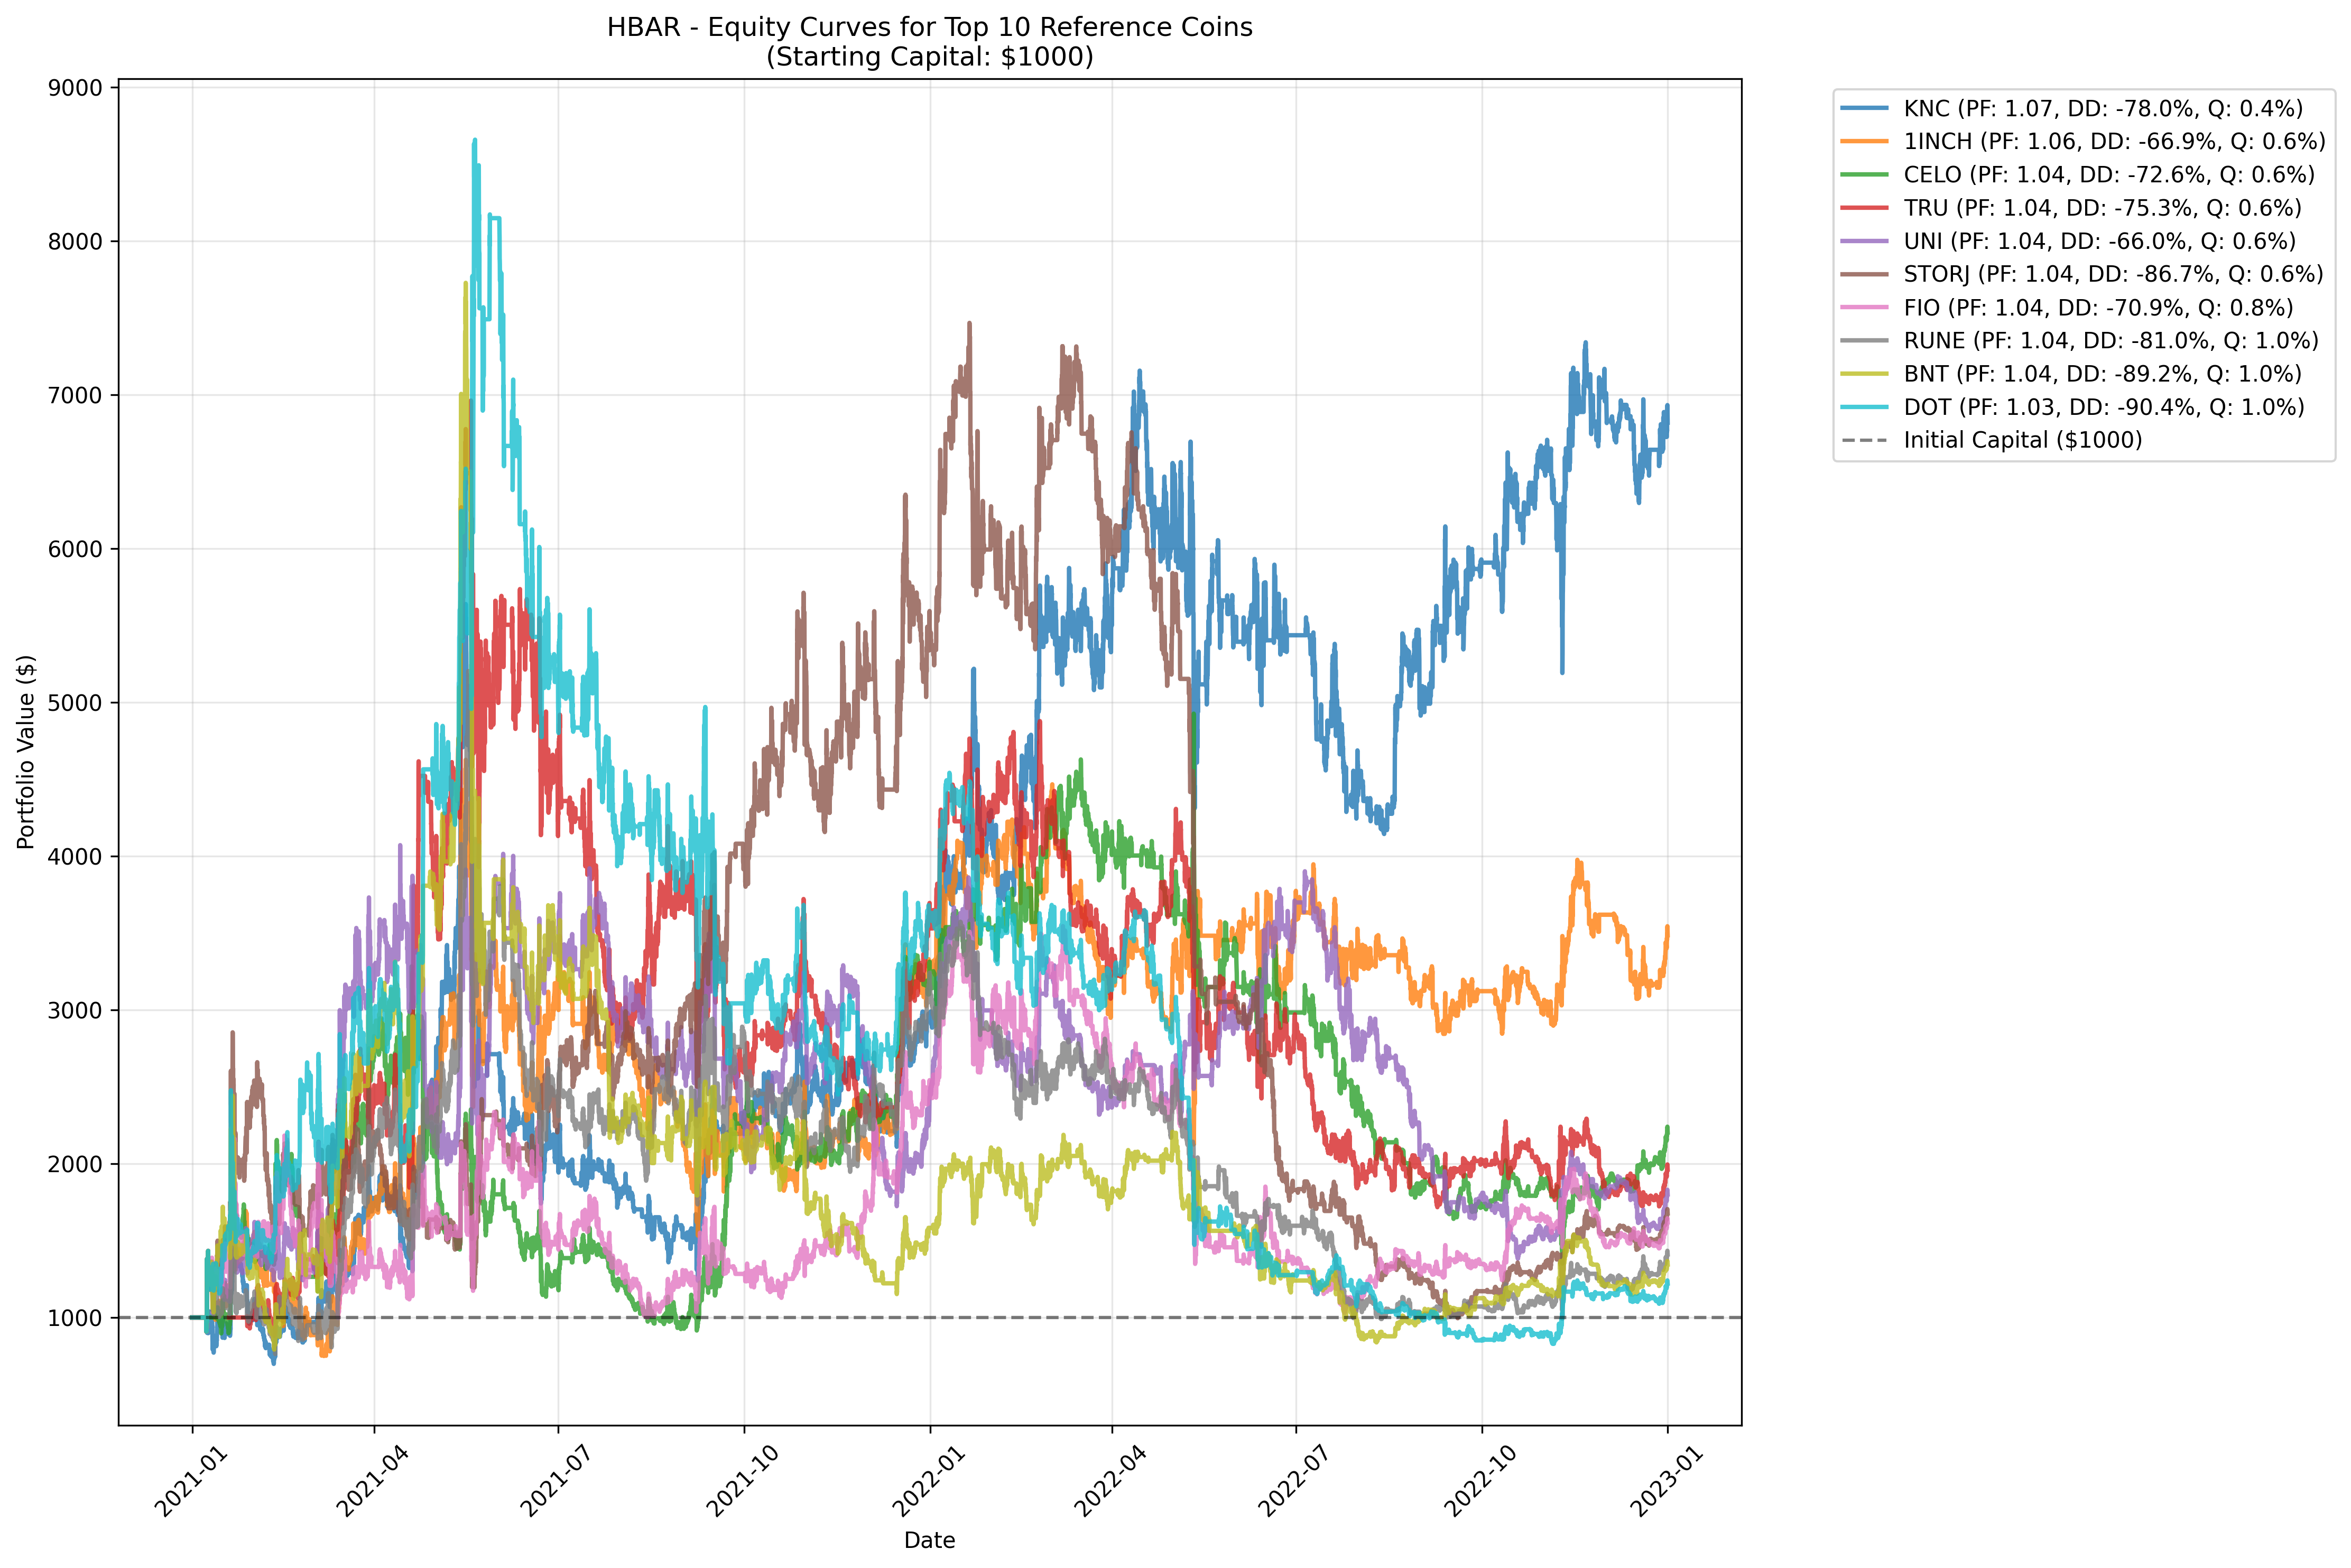 HBAR - Equity Curves for Top 10 Reference Coins
(Starting Capital: $1000)
Portfolio Value ($)
9000
8000
7000
6000
5000
4000
3000
2000
1000
2021-01
2021-04
2021-07
2021-10
2022-01
2022-04
2022-07
2022-10
2023-01
Date
KNC (PF: 1.07, DD: -78.0%, Q: 0.4%)
1INCH (PF: 1.06, DD: -66.9%, Q: 0.6%)
CELO (PF: 1.04, DD: -72.6%, Q: 0.6%)
TRU (PF: 1.04, DD: -75.3%, Q: 0.6%)
UNI (PF: 1.04, DD: -66.0%, Q: 0.6%)
STORJ (PF: 1.04, DD: -86.7%, Q: 0.6%)
FIO (PF: 1.04, DD: -70.9%, Q: 0.8%)
RUNE (PF: 1.04, DD: -81.0%, Q: 1.0%)
BNT (PF: 1.04, DD: -89.2%, Q: 1.0%)
DOT (PF: 1.03, DD: -90.4%, Q: 1.0%)
Initial Capital ($1000)